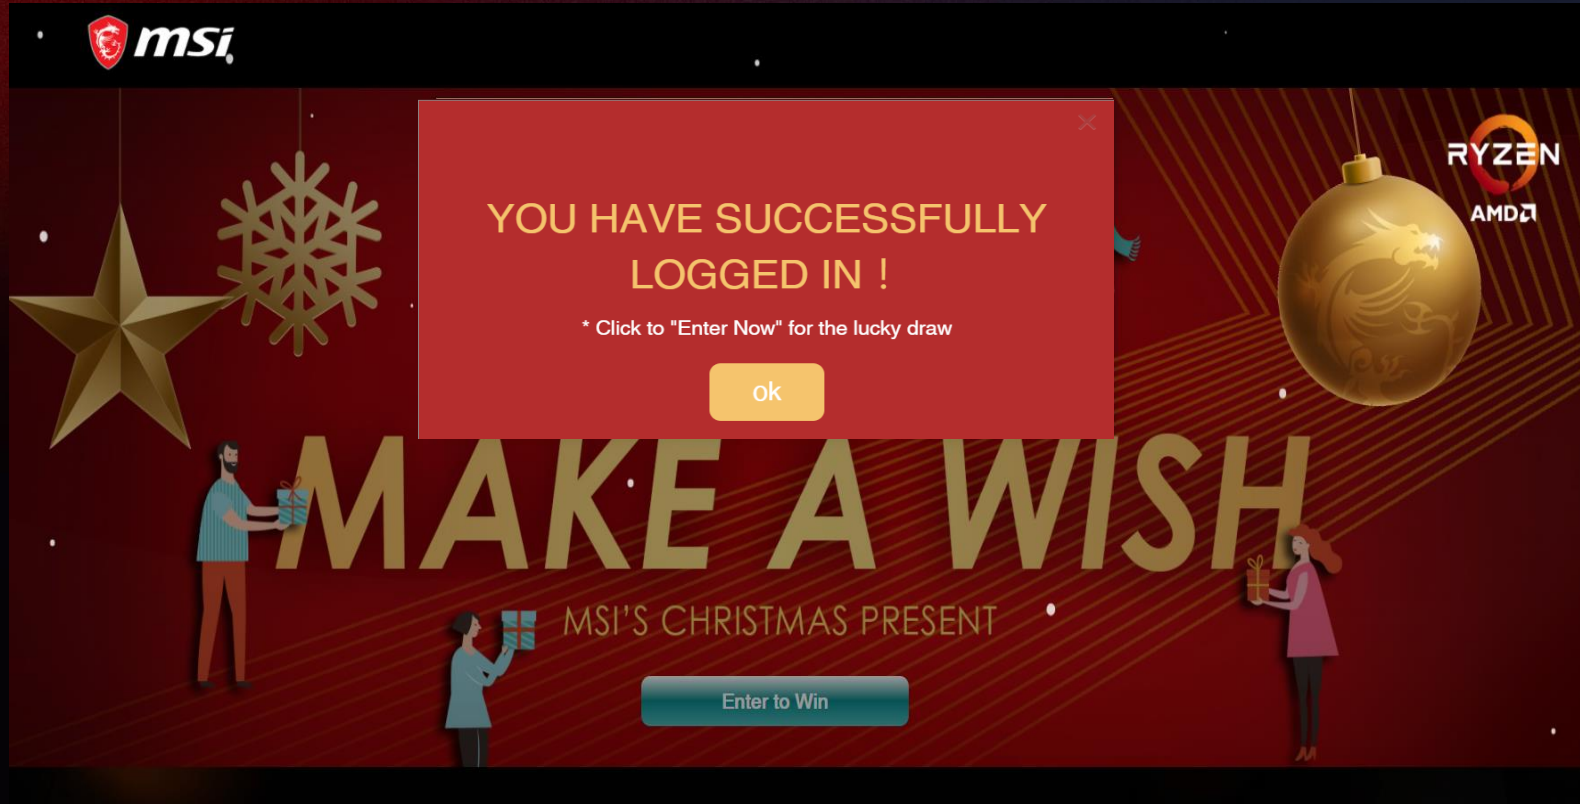 msi
RYZEN
AMD
YOU HAVE SUCCESSFULLY
LOGGED IN !
* Click to "Enter Now" for the lucky draw
ok
MAKE A WISH
MSI'S CHRISTMAS PRESENT
Enter to Win